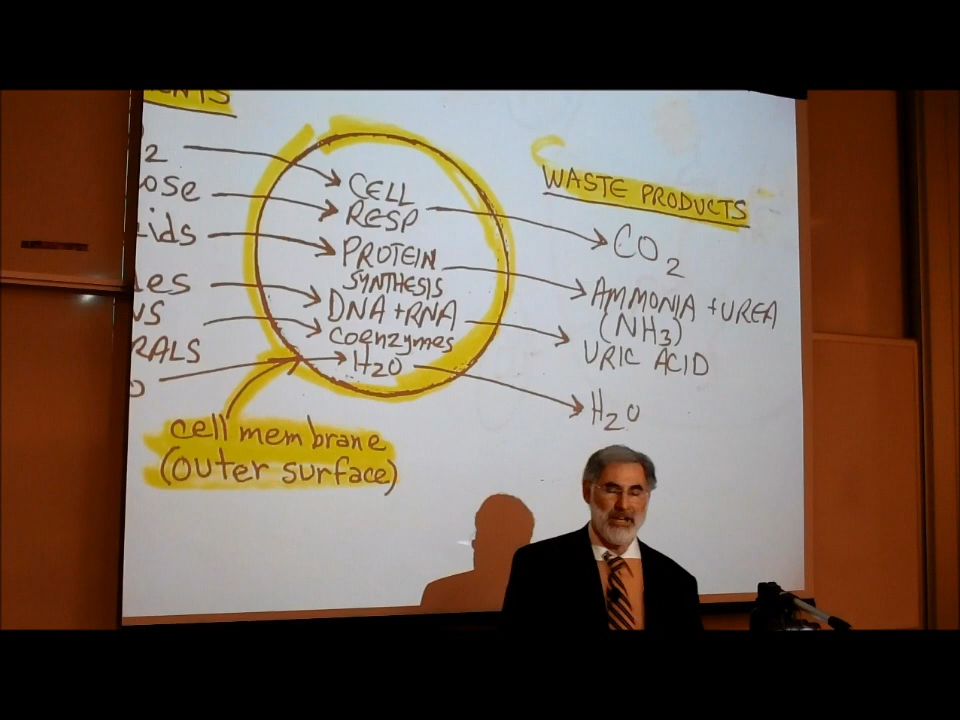 WASTE PRODUCTS
2
CELL
RESP
CO2
PROTEIN
SYNTHESIS
AMMONIA + UREA
(NH3)
DNA + RNA
URIC ACID
coenzymes
H2O
H2O
cell membrane
(outer surface)